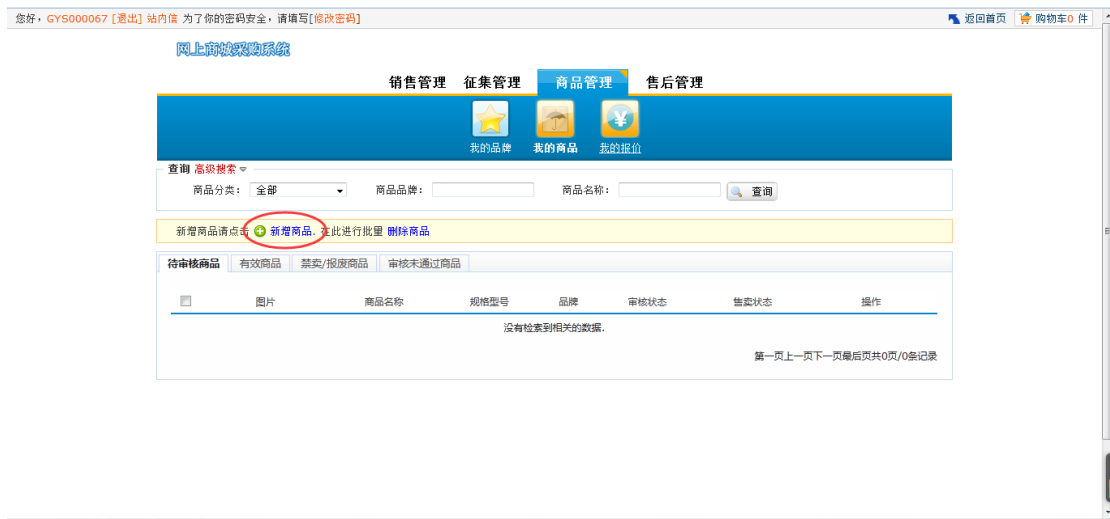 您好，GYS000067 [退出] 站内信 为了你的密码安全，请填写[修改密码] 返回首页 购物车0 件
网上商城采购系统
销售管理 征集管理 商品管理 售后管理
我的品牌 我的商品 我的报价
查询 高级搜索
商品分类： 全部 商品品牌： 商品名称： 查询
新增商品请点击 新增商品. 在此进行批量 删除商品
待审核商品 有效商品 禁卖/报废商品 审核未通过商品
图片 商品名称 规格型号 品牌 审核状态 售卖状态 操作
没有检索到相关的数据.
第一页上一页下一页最后页共0页/0条记录